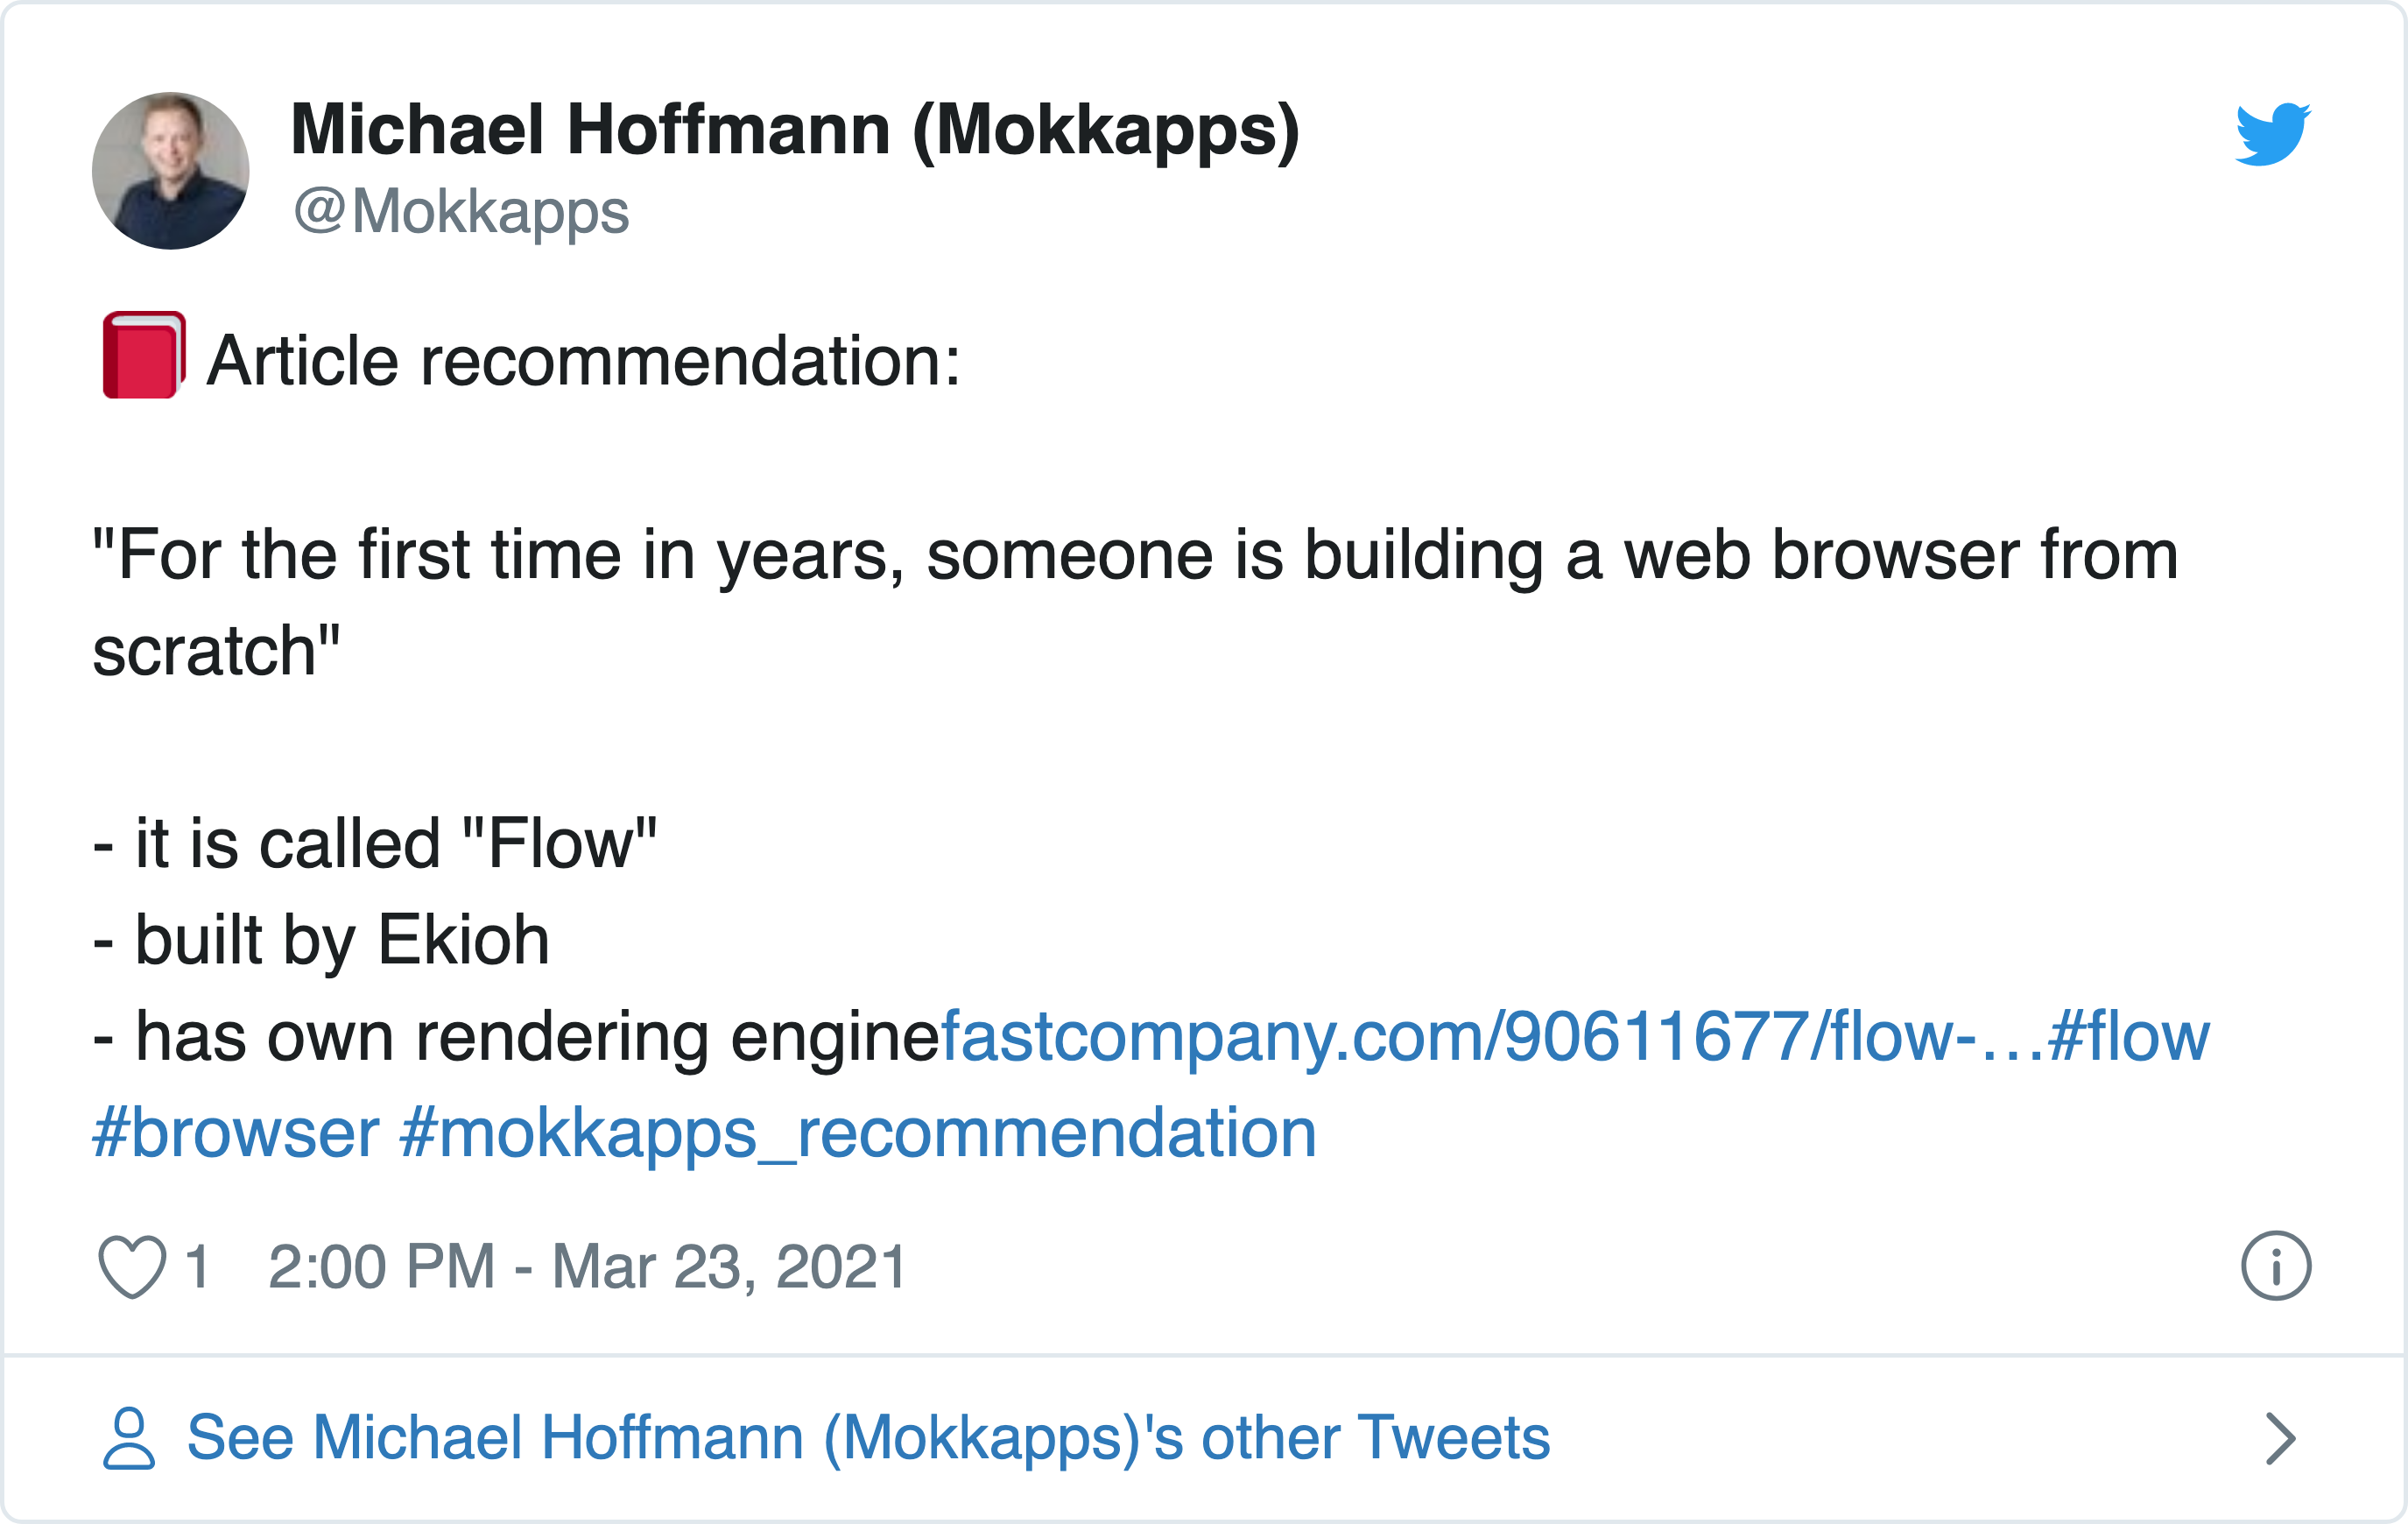 Michael Hoffmann (Mokkapps)
@Mokkapps
📕 Article recommendation:
"For the first time in years, someone is building a web browser from
scratch"
- it is called "Flow"
- built by Ekioh
- has own rendering enginefastcompany.com/90611677/flow-…#flow
#browser #mokkapps_recommendation
1 2:00 PM - Mar 23, 2021
See Michael Hoffmann (Mokkapps)'s other Tweets